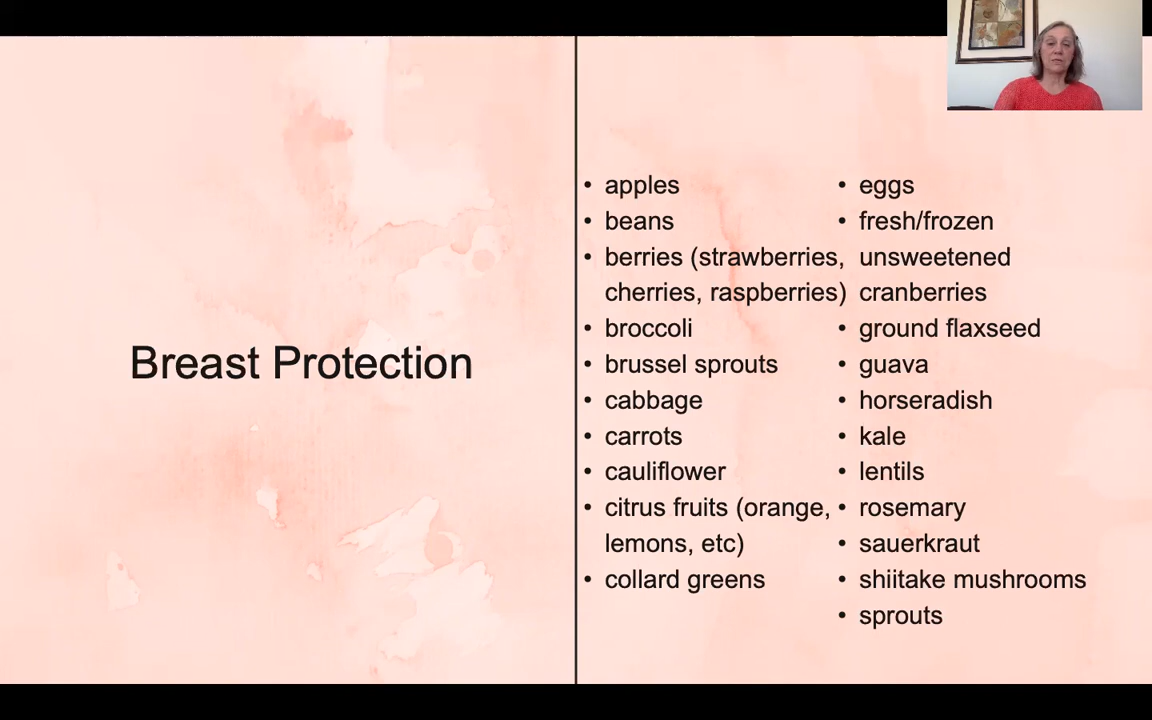 Breast Protection
• apples
• beans
• berries (strawberries,
cherries, raspberries)
• broccoli
• brussel sprouts
• cabbage
• carrots
• cauliflower
• citrus fruits (orange,
lemons, etc)
• collard greens
• eggs
• fresh/frozen
unsweetened
cranberries
• ground flaxseed
• guava
• horseradish
• kale
• lentils
• rosemary
• sauerkraut
• shiitake mushrooms
• sprouts